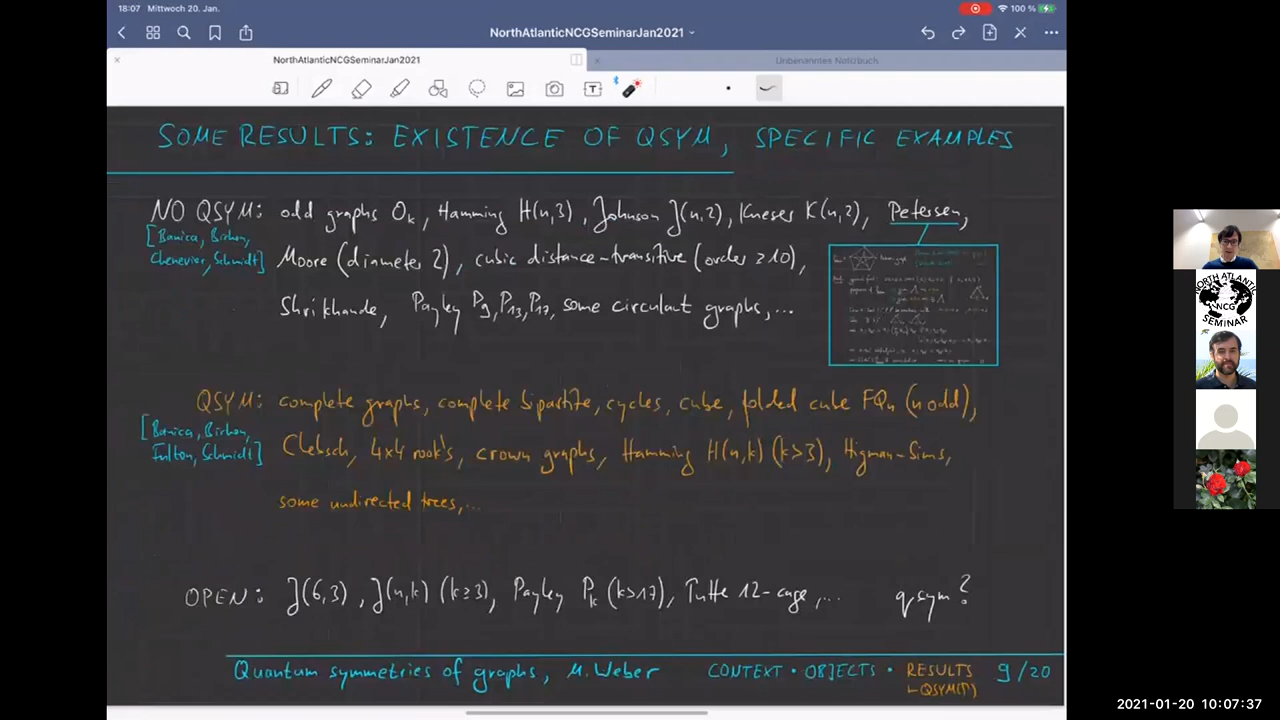 18:07 Mittwoch 20. Jan.
100 %
NorthAtlanticNCGSeminarJan2021
NorthAtlanticNCGSeminarJan2021
Unbenanntes Notizbuch
SOME RESULTS: EXISTENCE OF QSYM, SPECIFIC EXAMPLES
NO QSYM: odd graphs Ok, Hamming H(n,3), Johnson J(n,2), Kneser K(n,2), Petersen,
[Banica, Bichon,
Chenevier, Schmidt]
Moore (diameter 2), cubic distance-transitive (order ≥10),
Shrikhande, Payley P9, P13, P17, some circulant graphs, ...
QSYM: complete graphs, complete bipartite, cycles, cube, folded cube FQn (n odd),
[Banica, Bichon,
Fulton, Schmidt]
Clebsch, 4x4 rook's, crown graphs, Hamming H(n,k) (k>3), Higman-Sims,
some undirected trees, ...
OPEN: J(6,3), J(n,k) (k≥3), Payley Pk (k>17), Tutte 12-cage, ... qsym?
Quantum symmetries of graphs, M. Weber
CONTEXT • OBJECTS • RESULTS
QSYM(Γ)
9/20
NORTH ATLANTIC
NCG
SEMINAR
2021-01-20 10:07:37